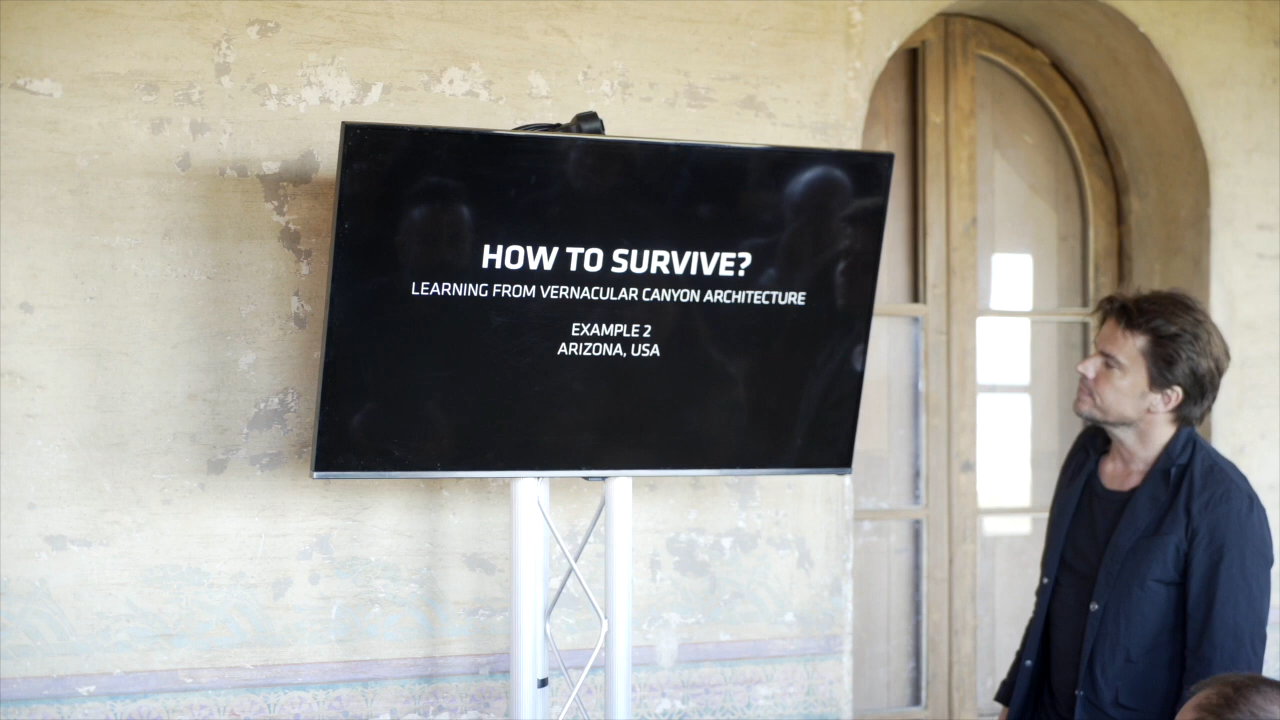 HOW TO SURVIVE?
LEARNING FROM VERNACULAR CANYON ARCHITECTURE
EXAMPLE 2
ARIZONA, USA